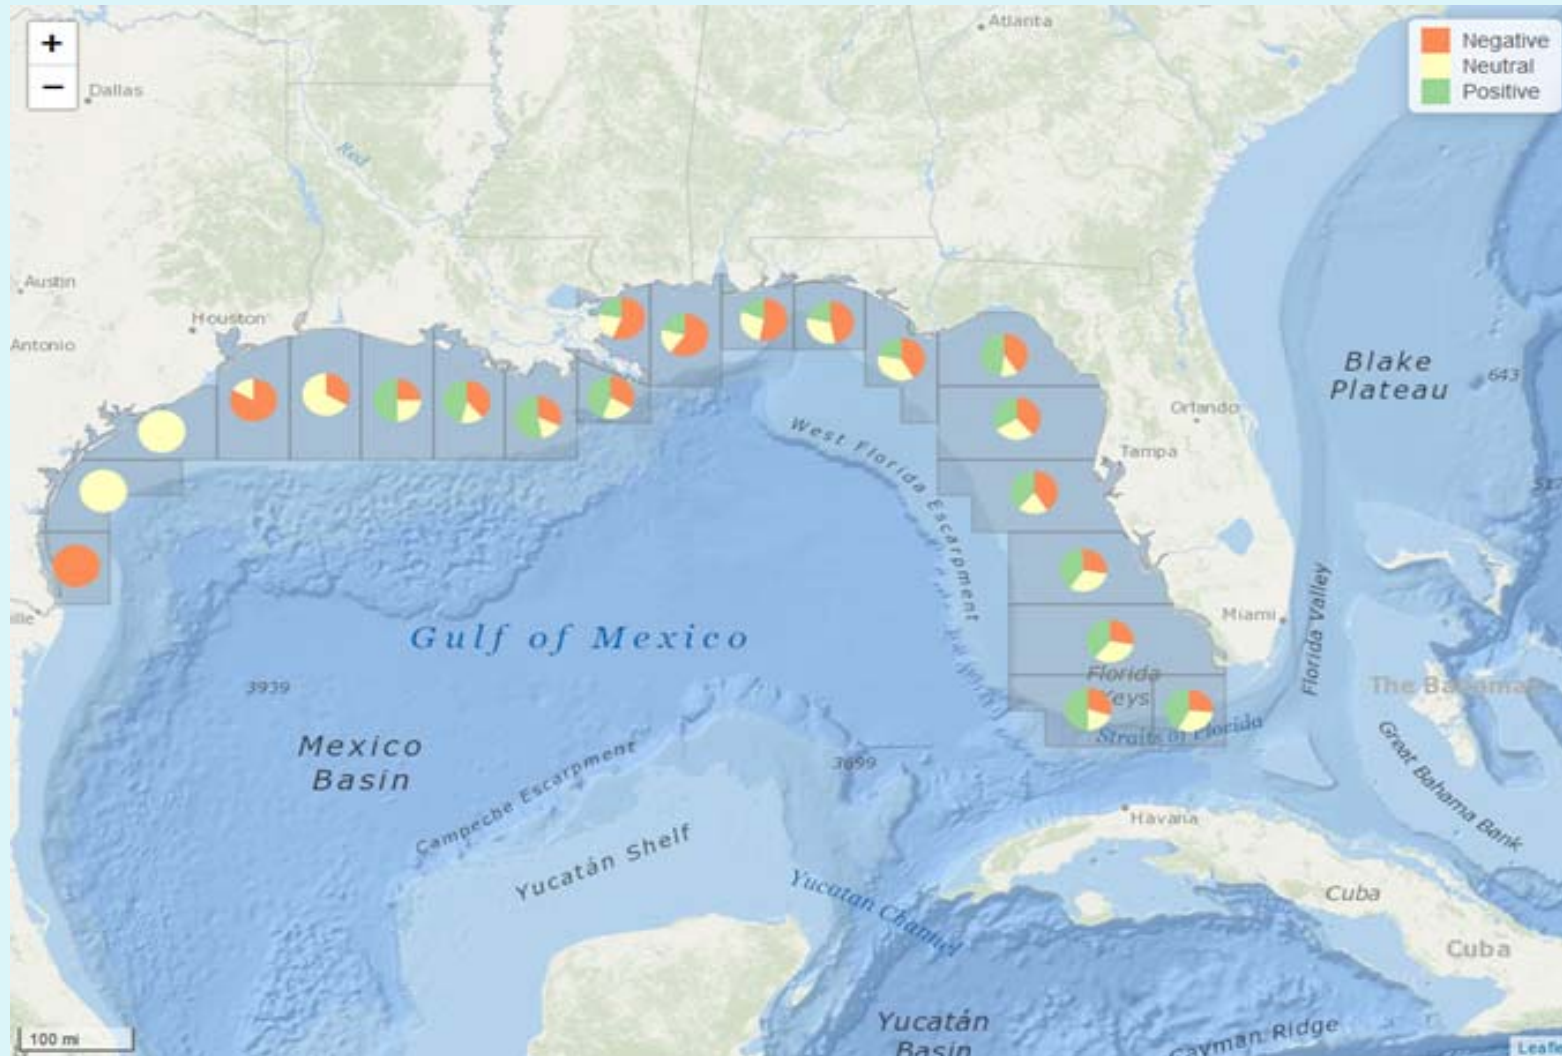 +
−
Atlanta
Negative
Neutral
Positive
Dallas
Red
Austin
Houston
Antonio
Blake
Plateau
643
Orlando
Tampa
West Florida Escarpment
Miami
Florida Valley
Gulf of Mexico
Florida
Keys
3939
The Bahamas
Straits of Florida
Mexico
Basin
3699
Great Bahama Bank
Campeche Escarpment
Havana
Yucatán Shelf
Yucatan Channel
Cuba
Cuba
Yucatán
Basin
Cayman Ridge
100 mi